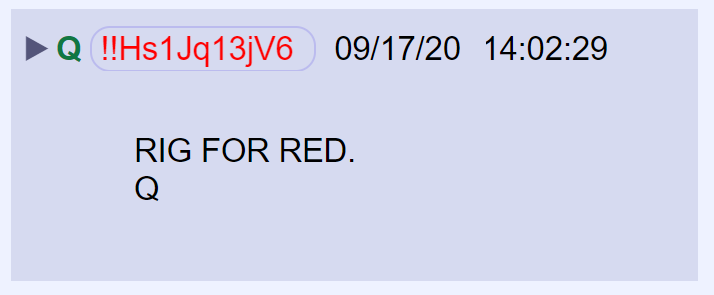 Q !!Hs1Jq13jV6 09/17/20 14:02:29
RIG FOR RED.
Q